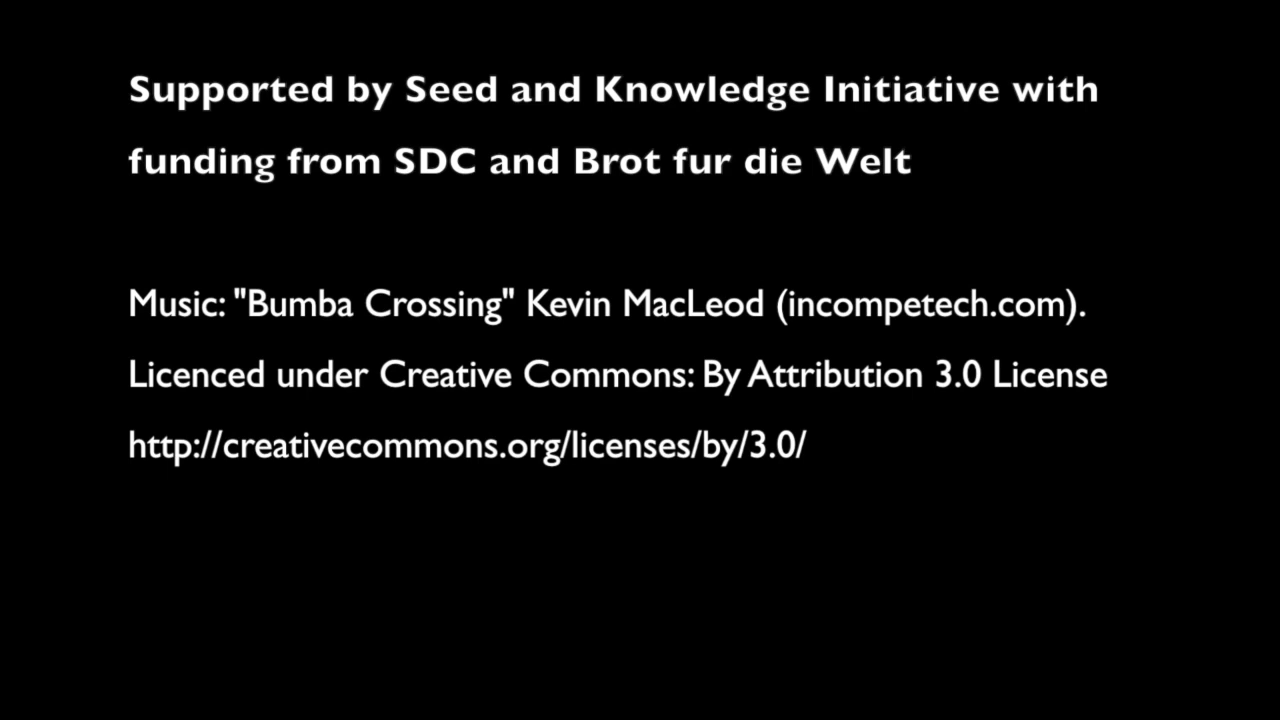 Supported by Seed and Knowledge Initiative with
funding from SDC and Brot fur die Welt
Music: "Bumba Crossing" Kevin MacLeod (incompetech.com).
Licenced under Creative Commons: By Attribution 3.0 License
http://creativecommons.org/licenses/by/3.0/